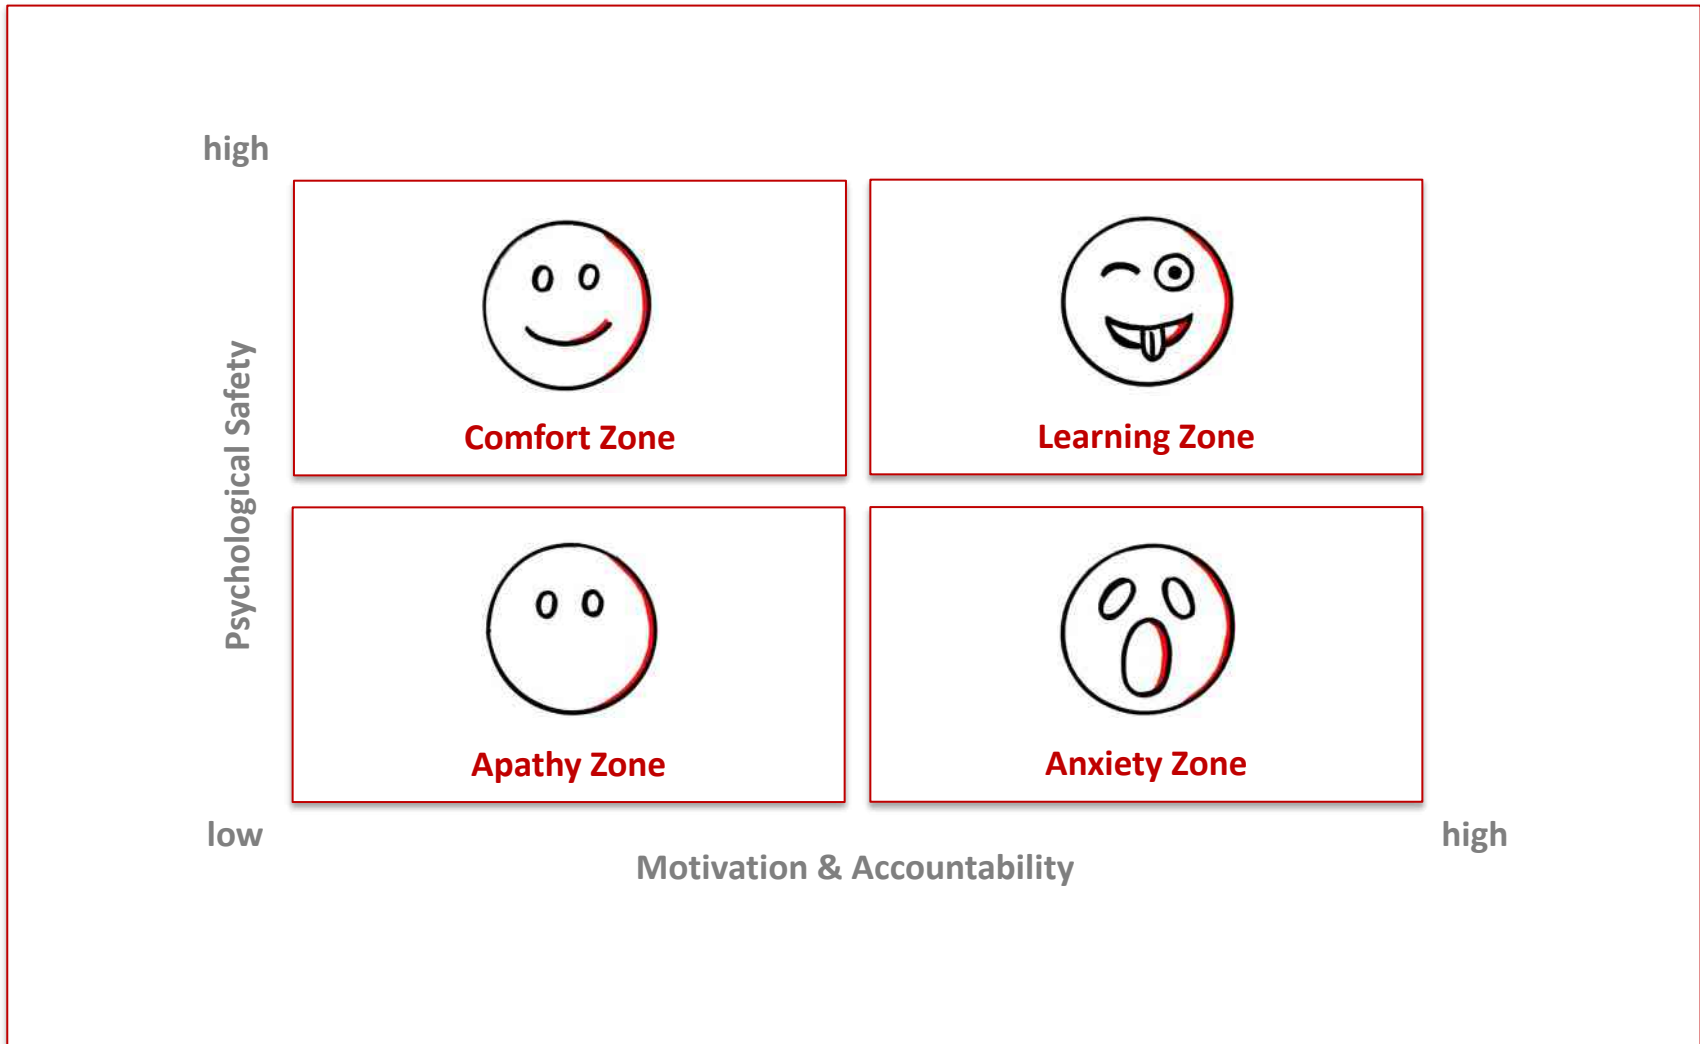 high
Psychological Safety
Comfort Zone
Learning Zone
Apathy Zone
Anxiety Zone
low
high
Motivation & Accountability